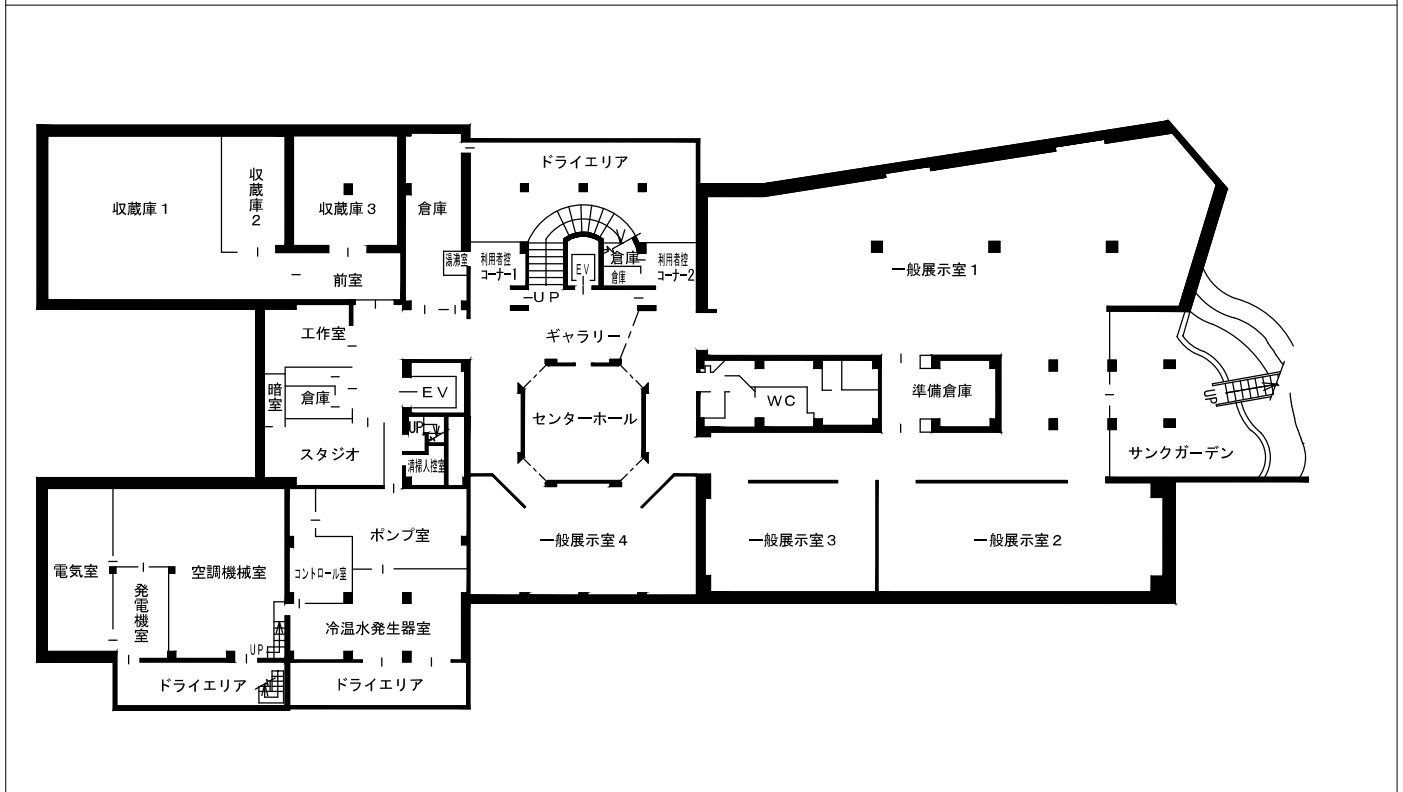 ドライエリア
収蔵庫1
収蔵庫2
収蔵庫3
倉庫
湯沸室
利用者控
コーナー1
EV
倉庫
倉庫
利用者控
コーナー2
前室
UP
一般展示室1
工作室
ギャラリー
暗室
倉庫
EV
センターホール
WC
準備倉庫
UP
UP
スタジオ
清掃人控室
サンクガーデン
ポンプ室
一般展示室4
一般展示室3
一般展示室2
電気室
空調機械室
コントロール室
発電機室
冷温水発生器室
UP
ドライエリア
ドライエリア